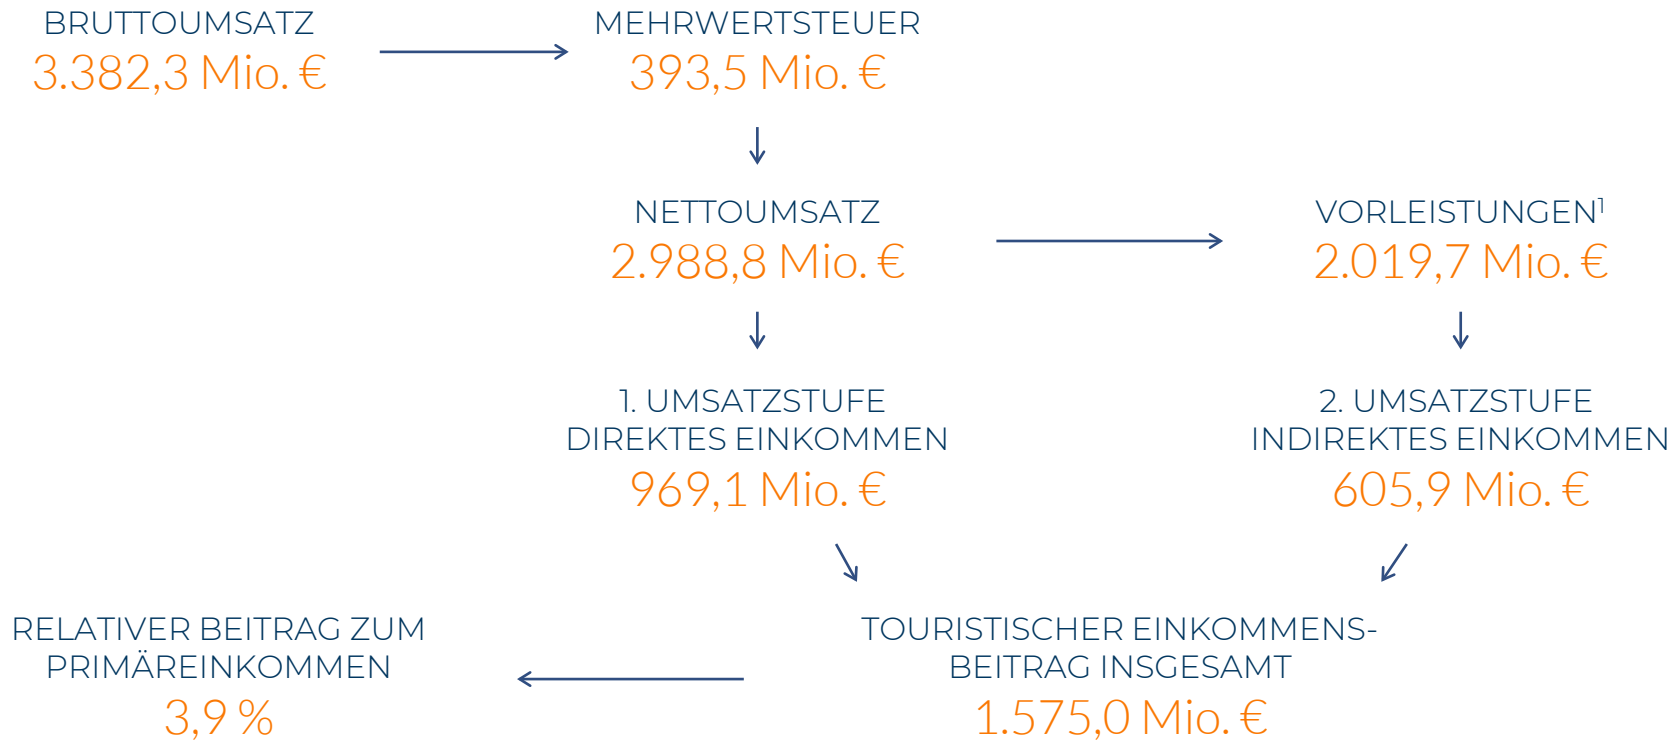 BRUTTOUMSATZ
3.382,3 Mio. €
MEHRWERTSTEUER
393,5 Mio. €
NETTOUMSATZ
2.988,8 Mio. €
VORLEISTUNGEN¹
2.019,7 Mio. €
1. UMSATZSTUFE
DIREKTES EINKOMMEN
969,1 Mio. €
2. UMSATZSTUFE
INDIREKTES EINKOMMEN
605,9 Mio. €
RELATIVER BEITRAG ZUM
PRIMÄREINKOMMEN
3,9 %
TOURISTISCHER EINKOMMENS-
BEITRAG INSGESAMT
1.575,0 Mio. €